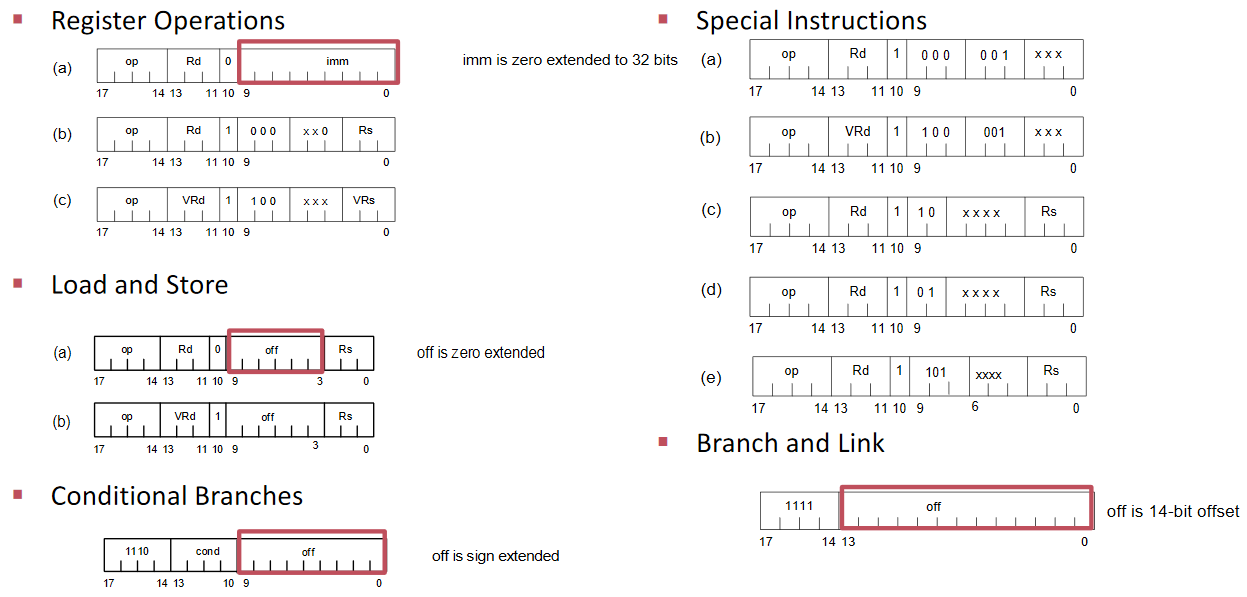 Register Operations
(a) op Rd 0 imm
17 14 13 11 10 9 0
imm is zero extended to 32 bits
(b) op Rd 1 0 0 0 x x 0 Rs
17 14 13 11 10 9 0
(c) op VRd 1 1 0 0 x x x VRs
17 14 13 11 10 9 0
Load and Store
(a) op Rd 0 off Rs
17 14 13 11 10 9 3 0
off is zero extended
(b) op VRd 1 off Rs
17 14 13 11 10 9 3 0
Conditional Branches
1110 cond off
17 14 13 10 9 0
off is sign extended
Special Instructions
(a) op Rd 1 0 0 0 0 0 1 x x x
17 14 13 11 10 9 0
(b) op VRd 1 1 0 0 001 x x x
17 14 13 11 10 9 0
(c) op Rd 1 1 0 x x x x Rs
17 14 13 11 10 9 0
(d) op Rd 1 0 1 x x x x Rs
17 14 13 11 10 9 0
(e) op Rd 1 101 xxxx Rs
17 14 13 11 10 9 6 0
Branch and Link
1111 off
17 14 13 0
off is 14-bit offset